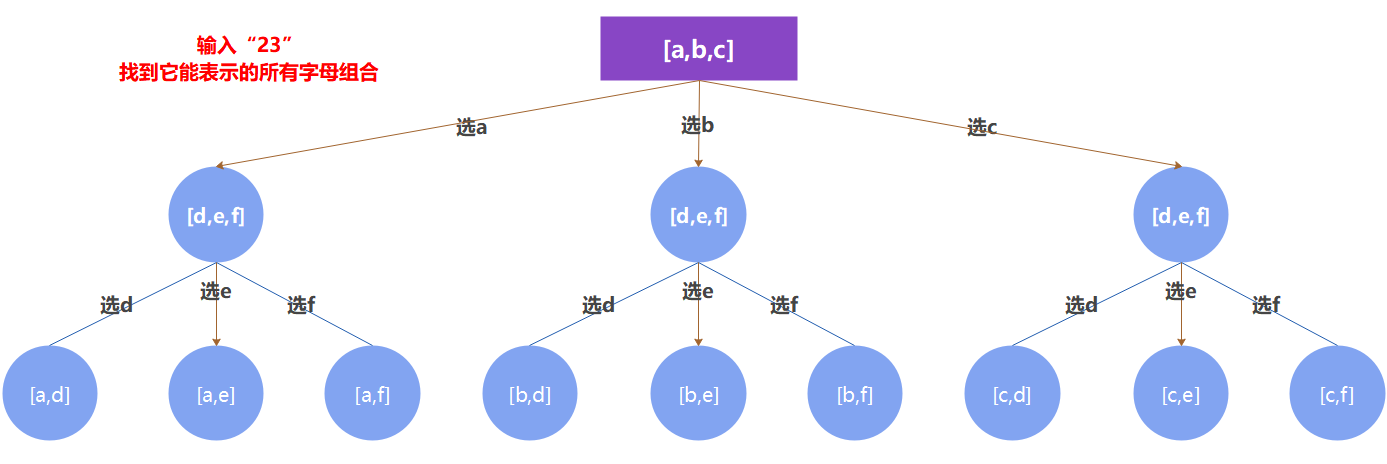 输入“23”
找到它能表示的所有字母组合
[a,b,c]
选a
选b
选c
[d,e,f]
[d,e,f]
[d,e,f]
选d
选e
选f
选d
选e
选f
选d
选e
选f
[a,d]
[a,e]
[a,f]
[b,d]
[b,e]
[b,f]
[c,d]
[c,e]
[c,f]